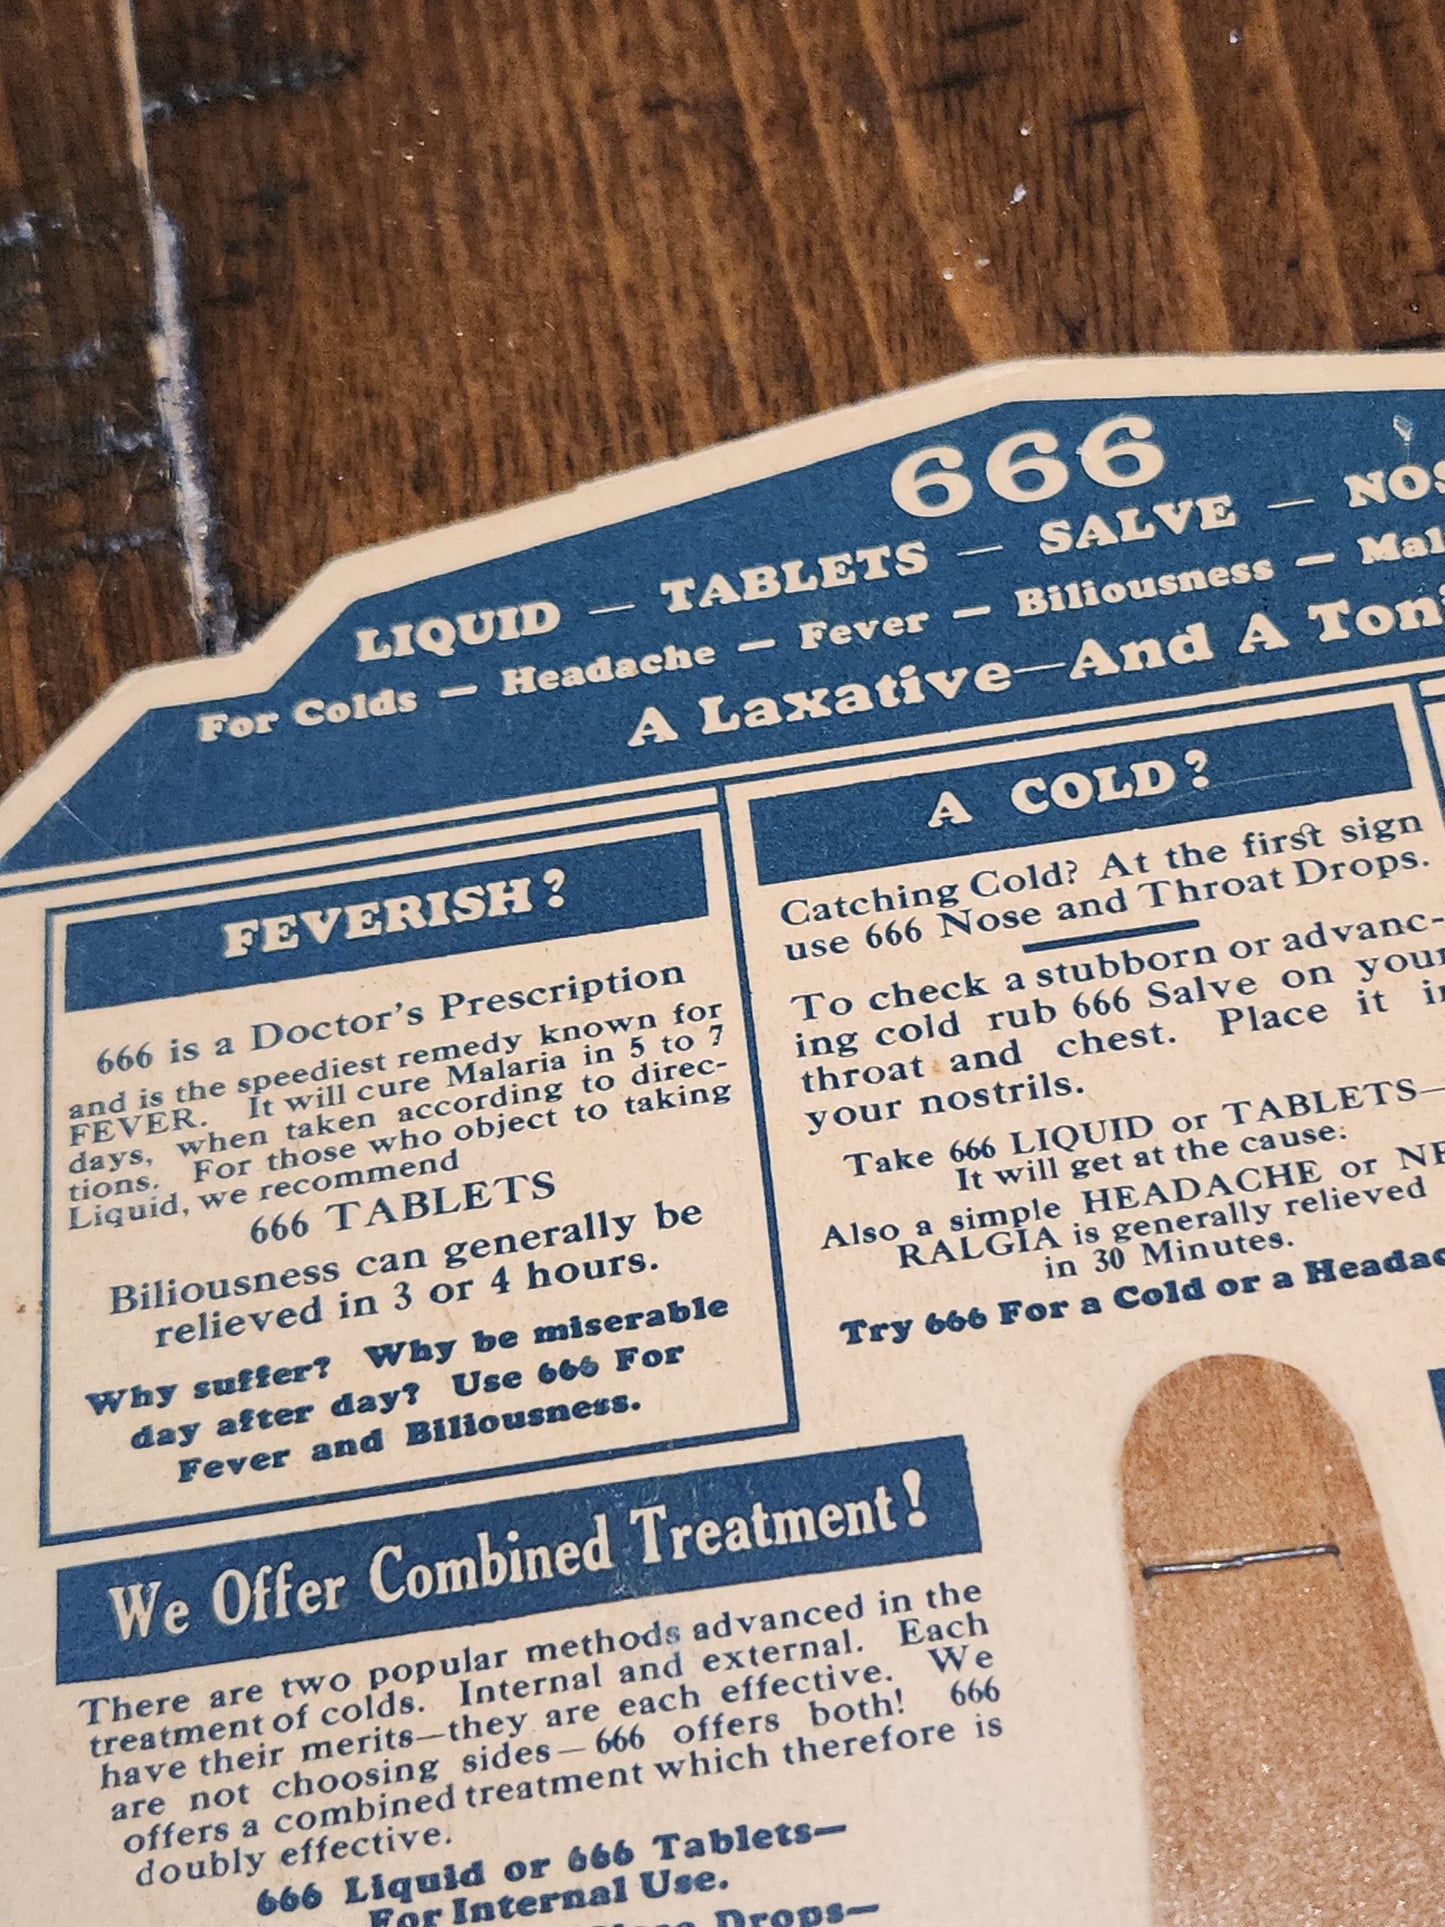 666
LIQUID — TABLETS — SALVE —
For Colds — Headache — Fever — Biliousness —
A Laxative—And A
FEVERISH?
666 is a Doctor's Prescription
and is the speediest remedy known for
FEVER. It will cure Malaria in 5 to 7
days, when taken according to direc-
tions. For those who object to taking
Liquid, we recommend
666 TABLETS
Biliousness can generally be
relieved in 3 or 4 hours.
Why suffer? Why be miserable
day after day? Use 666 For
Fever and Biliousness.
A COLD?
Catching Cold? At the first sign
use 666 Nose and Throat Drops.
To check a stubborn or advanc-
ing cold rub 666 Salve on your
throat and chest. Place it
your nostrils.
Take 666 LIQUID or TABLETS—
It will get at the cause:
Also a simple HEADACHE or
RALGIA is generally relieved
in 30 Minutes.
Try 666 For a Cold or a
We Offer Combined Treatment!
There are two popular methods advanced in the
treatment of colds. Internal and external. Each
have their merits—they are each effective. We
are not choosing sides—666 offers both! 666
offers a combined treatment which therefore is
doubly effective.
666 Liquid or 666 Tablets—
For Internal Use.
Drops—